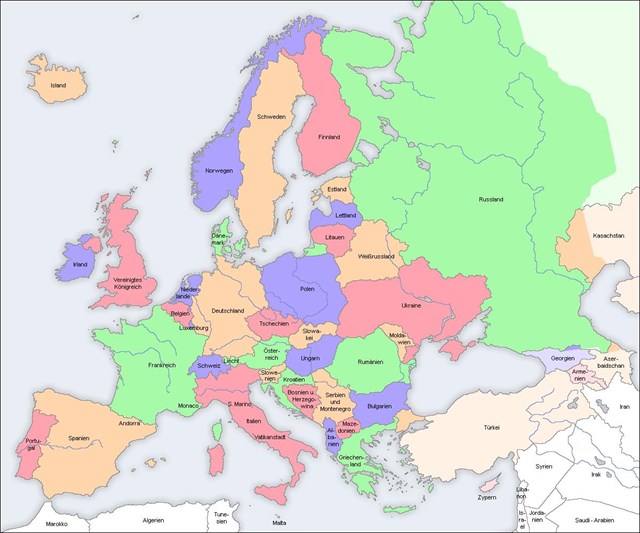 Island
Schweden
Finnland
Norwegen
Russland
Estland
Lettland
Litauen
Däne-
mark
Kasachstan
Weißrussland
Irland
Vereinigtes
Königreich
Nieder-
lande
Polen
Belgien
Deutschland
Ukraine
Luxemburg
Tschechien
Slowa-
kei
Molda-
wien
Frankreich
Liecht.
Öster-
reich
Ungarn
Rumänien
Georgien
Aser-
baidschan
Schweiz
Slowe-
nien
Kroatien
Arme-
nien
Monaco
S. Marino
Bosnien u.
Herzego-
wina
Serbien
und
Montenegro
Bulgarien
Iran
Andorra
Italien
Maze-
donien
Türkei
Portu-
gal
Spanien
Vatikanstadt
Al-
ba-
nien
Griechen-
land
Syrien
Irak
Zypern
Liba-
non
Marokko
Algerien
Tune-
sien
Malta
Is-
ra-
el
Jorda-
nien
Saudi - Arabien